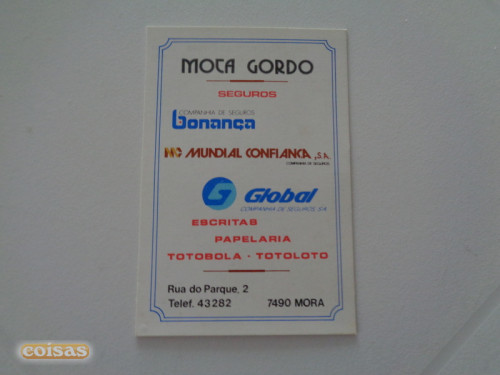 MOTA GORDO
SEGUROS
COMPANHIA DE SEGUROS
bonança
MC MUNDIAL CONFIANÇA, S.A.
COMPANHIA DE SEGUROS
G Global
COMPANHIA DE SEGUROS, S.A.
ESCRITAS
PAPELARIA
TOTOBOLA - TOTOLOTO
Rua do Parque, 2
Telef. 43282 7490 MORA
coisas